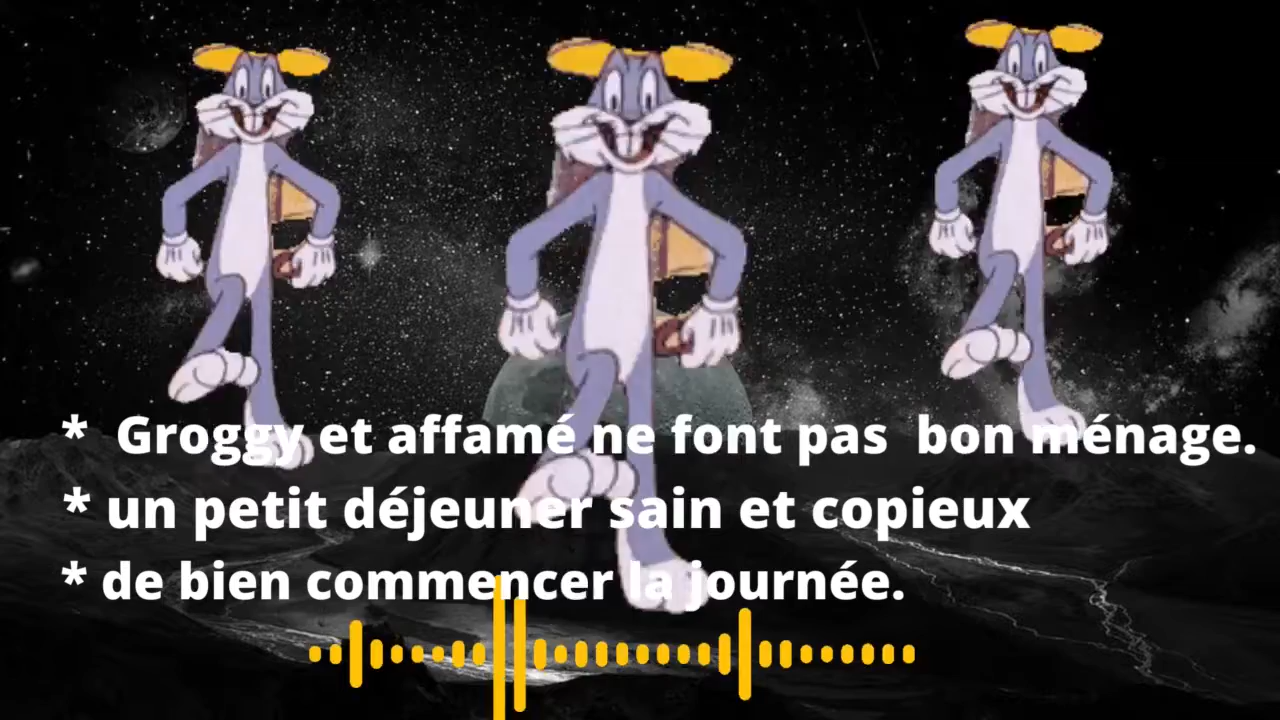 * Groggy et affamé ne font pas bon ménage.
* un petit déjeuner sain et copieux
* de bien commencer la journée.